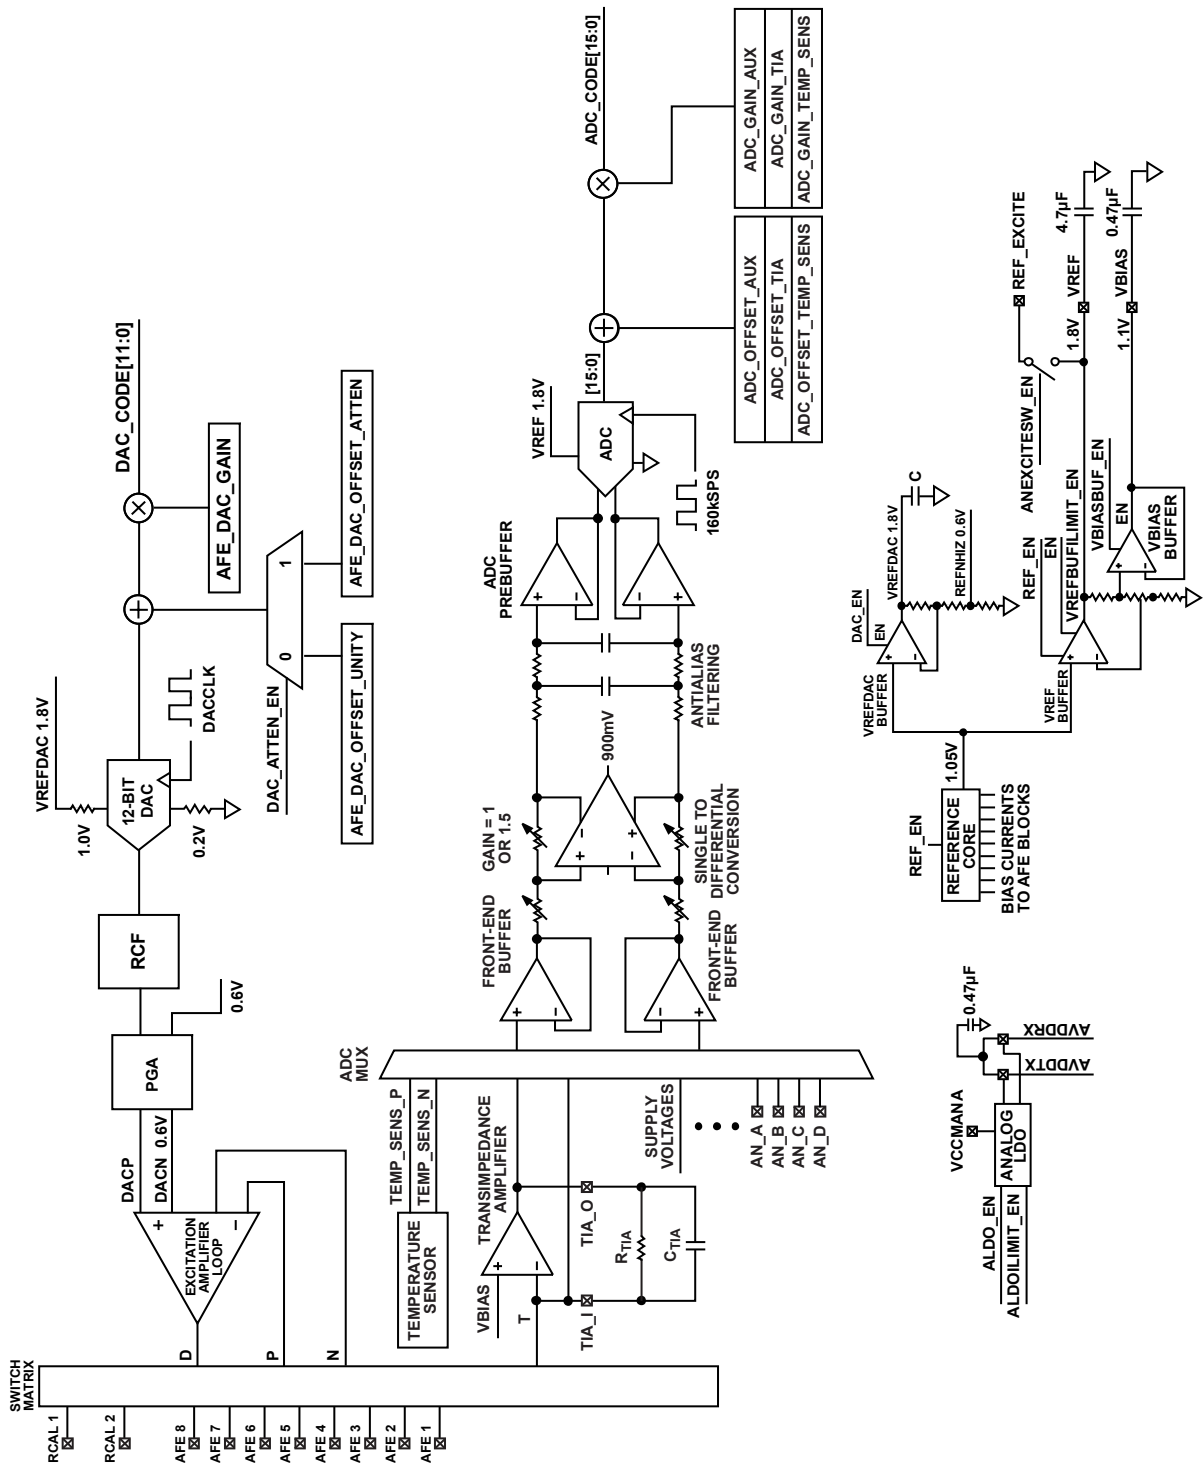 SWITCH
MATRIX
RCAL 1
RCAL 2
AFE 8
AFE 7
AFE 6
AFE 5
AFE 4
AFE 3
AFE 2
AFE 1
D
P
N
T
EXCITATION
AMPLIFIER
LOOP
+
–
DACP
DACN 0.6V
PGA
0.6V
RCF
12-BIT
DAC
1.0V
0.2V
VREFDAC 1.8V
DACCLK
DAC_ATTEN_EN
0
1
AFE_DAC_OFFSET_UNITY
AFE_DAC_OFFSET_ATTEN
AFE_DAC_GAIN
DAC_CODE[11:0]
TEMPERATURE
SENSOR
TEMP_SENS_P
TEMP_SENS_N
VBIAS
+
–
TRANSIMPEDANCE
AMPLIFIER
TIA_I
TIA_O
RTIA
CTIA
SUPPLY
VOLTAGES
AN_A
AN_B
AN_C
AN_D
ADC
MUX
FRONT-END
BUFFER
+
–
FRONT-END
BUFFER
–
+
GAIN = 1
OR 1.5
+
–
–
+
900mV
SINGLE TO
DIFFERENTIAL
CONVERSION
ANTIALIAS
FILTERING
ADC
PREBUFFER
+
–
–
+
VREF 1.8V
ADC
160kSPS
[15:0]
ADC_CODE[15:0]
ADC_OFFSET_AUX
ADC_OFFSET_TIA
ADC_OFFSET_TEMP_SENS
ADC_GAIN_AUX
ADC_GAIN_TIA
ADC_GAIN_TEMP_SENS
VCCMANA
ALDO_EN
ALDOILIMIT_EN
ANALOG
LDO
0.47µF
AVDDTX
AVDDRX
REF_EN
REFERENCE
CORE
BIAS CURRENTS
TO AFE BLOCKS
1.05V
VREFDAC
BUFFER
DAC_EN
EN
+
–
VREFDAC 1.8V
C
REFNHIZ 0.6V
VREF
BUFFER
REF_EN
EN
VREFBUFILIMIT_EN
+
–
VBIASBUF_EN
EN
+
–
VBIAS
BUFFER
ANEXCITESW_EN
REF_EXCITE
1.8V
VREF
4.7µF
1.1V
VBIAS
0.47µF